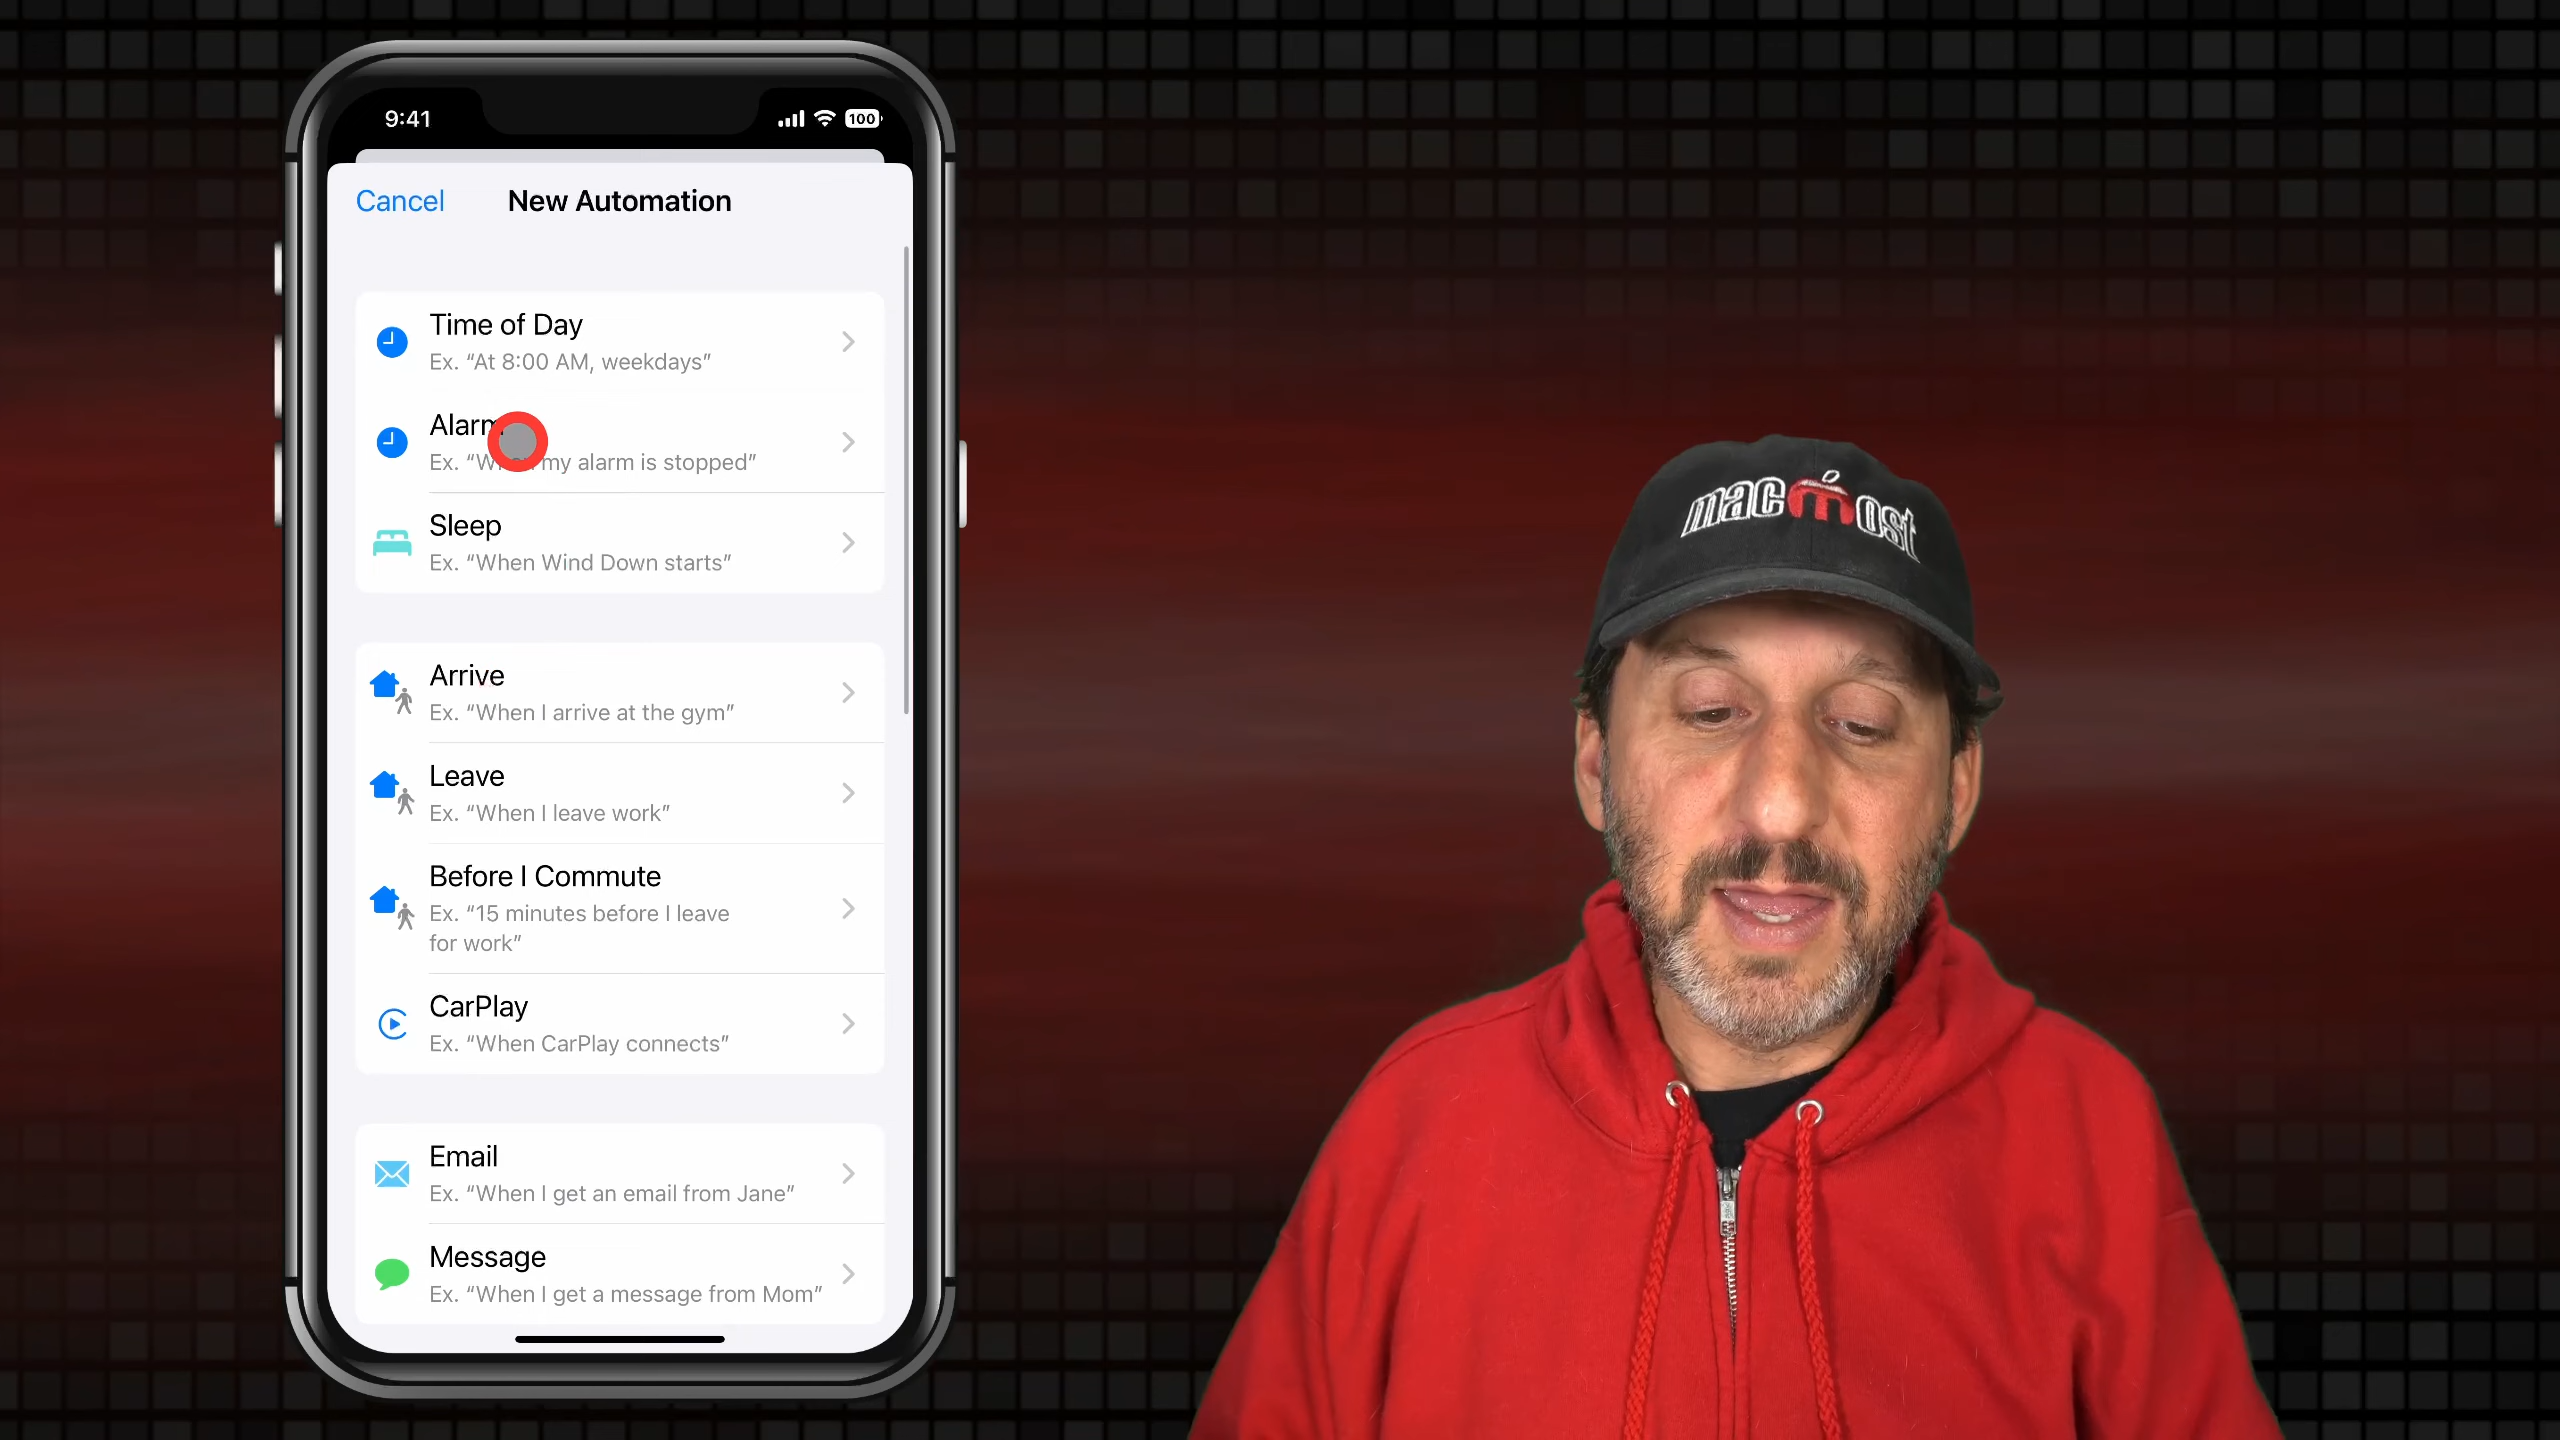 9:41
100
Cancel
New Automation
Time of Day
Ex. “At 8:00 AM, weekdays”
Alarm
Ex. “When my alarm is stopped”
Sleep
Ex. “When Wind Down starts”
Arrive
Ex. “When I arrive at the gym”
Leave
Ex. “When I leave work”
Before I Commute
Ex. “15 minutes before I leave
for work”
CarPlay
Ex. “When CarPlay connects”
Email
Ex. “When I get an email from Jane”
Message
Ex. “When I get a message from Mom”
macmost